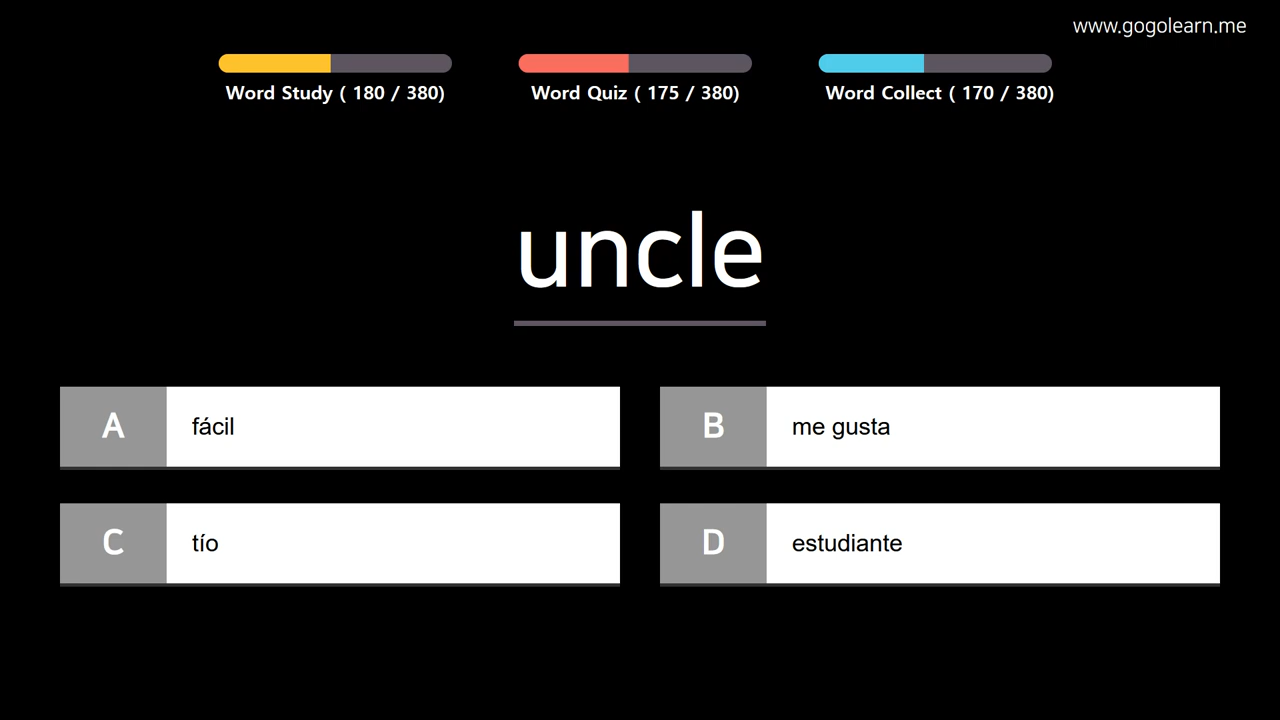 www.gogolearn.me
Word Study ( 180 / 380)
Word Quiz ( 175 / 380)
Word Collect ( 170 / 380)
uncle
A fácil
B me gusta
C tío
D estudiante